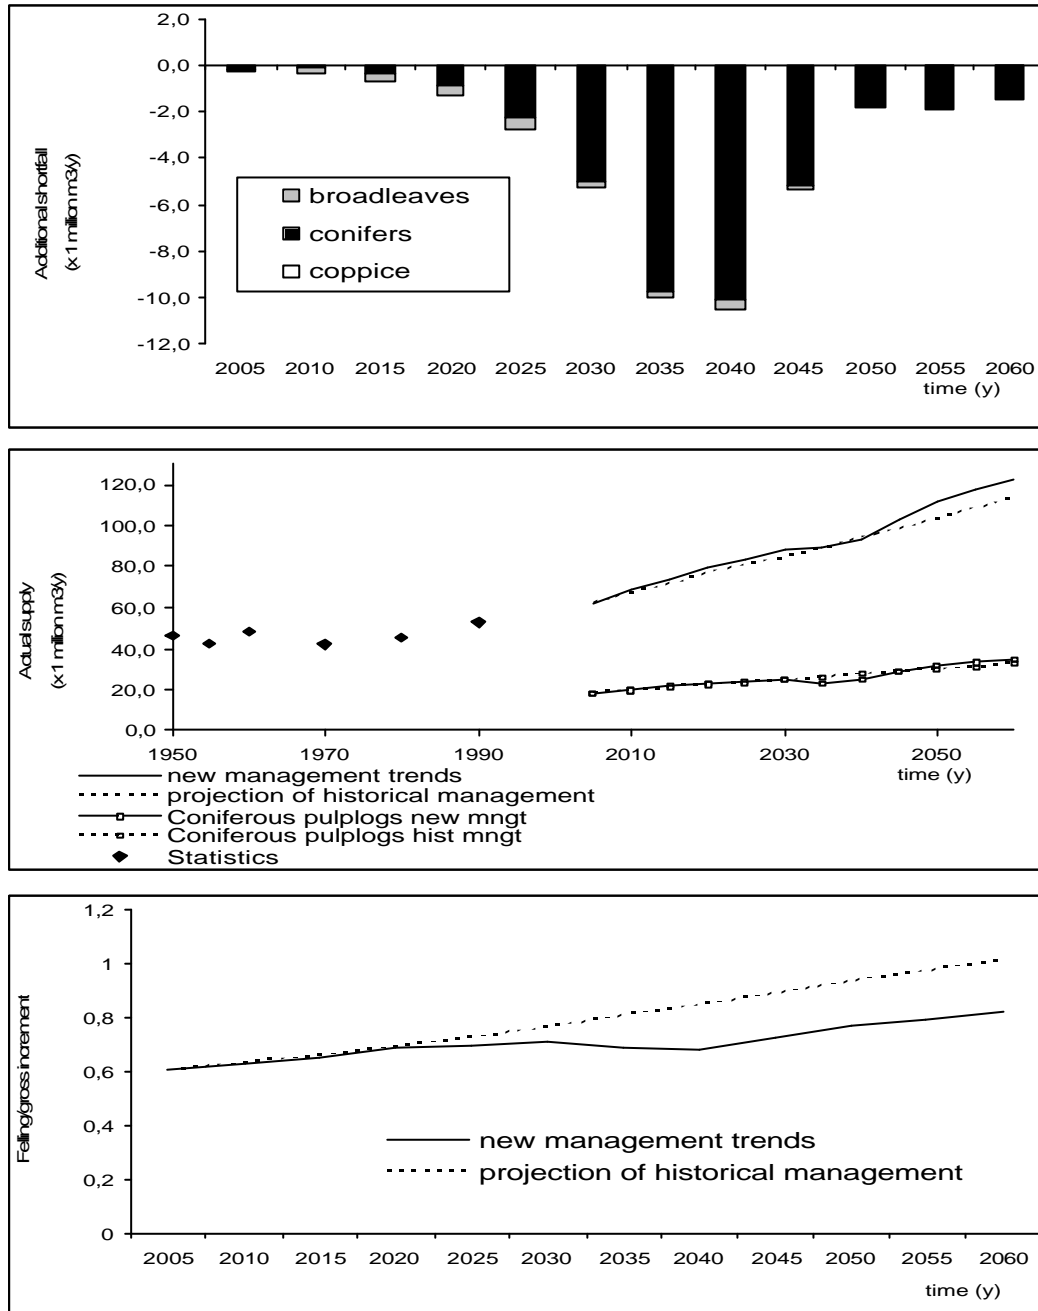 2,0
0,0
-2,0
-4,0
-6,0
-8,0
-10,0
-12,0
Additional shortfall
(x 1 million m3/y)
broadleaves
conifers
coppice
2005 2010 2015 2020 2025 2030 2035 2040 2045 2050 2055 2060
time (y)
120,0
100,0
80,0
60,0
40,0
20,0
0,0
Actual supply
(x 1 million m3/y)
1950 1970 1990 2010 2030 2050
time (y)
new management trends
projection of historical management
Coniferous pulplogs new mngt
Coniferous pulplogs hist mngt
Statistics
1,2
1
0,8
0,6
0,4
0,2
0
Felling/gross increment
new management trends
projection of historical management
2005 2010 2015 2020 2025 2030 2035 2040 2045 2050 2055 2060
time (y)